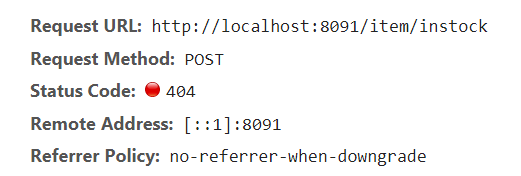 Request URL: http://localhost:8091/item/instock
Request Method: POST
Status Code: 404
Remote Address: [::1]:8091
Referrer Policy: no-referrer-when-downgrade